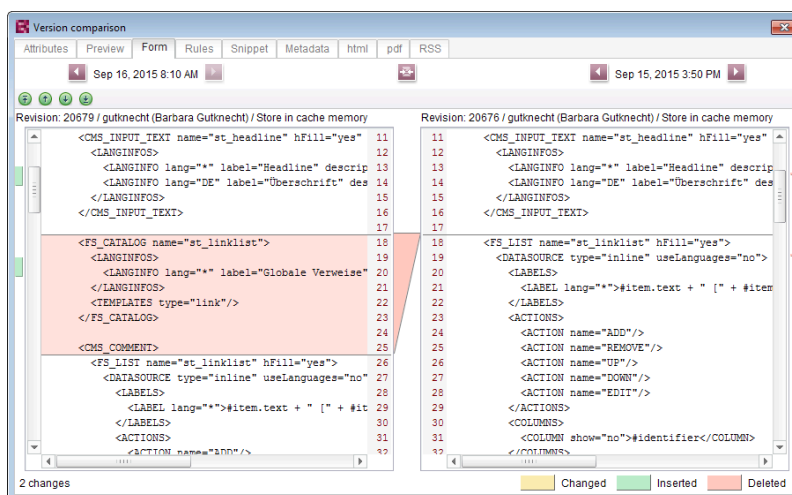 Version comparison
Attributes Preview Form Rules Snippet Metadata html pdf RSS
Sep 16, 2015 8:10 AM
Sep 15, 2015 3:50 PM
Revision: 20679 / gutknecht (Barbara Gutknecht) / Store in cache memory
<CMS_INPUT_TEXT name="st_headline" hFill="yes" 11
<LANGINFOS> 12
<LANGINFO lang="*" label="Headline" descrip 13
<LANGINFO lang="DE" label="Überschrift" des 14
</LANGINFOS> 15
</CMS_INPUT_TEXT> 16
17
<FS_CATALOG name="st_linklist"> 18
<LANGINFOS> 19
<LANGINFO lang="*" label="Globale Verweise" 20
</LANGINFOS> 21
<TEMPLATES type="link"/> 22
</FS_CATALOG> 23
24
<CMS_COMMENT> 25
<FS_LIST name="st_linklist" hFill="yes"> 26
<DATASOURCE type="inline" useLanguages="no" 27
<LABELS> 28
<LABEL lang="*">#item.text + " [" + #it 29
</LABELS> 30
<ACTIONS> 31
<ACTION name="ADD"/> 32
Revision: 20676 / gutknecht (Barbara Gutknecht) / Store in cache memory
11 <CMS_INPUT_TEXT name="st_headline" hFill="yes"
12 <LANGINFOS>
13 <LANGINFO lang="*" label="Headline" descrip
14 <LANGINFO lang="DE" label="Überschrift" des
15 </LANGINFOS>
16 </CMS_INPUT_TEXT>
17
18 <FS_LIST name="st_linklist" hFill="yes">
19 <DATASOURCE type="inline" useLanguages="no">
20 <LABELS>
21 <LABEL lang="*">#item.text + " [" + #item
22 </LABELS>
23 <ACTIONS>
24 <ACTION name="ADD"/>
25 <ACTION name="REMOVE"/>
26 <ACTION name="UP"/>
27 <ACTION name="DOWN"/>
28 <ACTION name="EDIT"/>
29 </ACTIONS>
30 <COLUMNS>
31 <COLUMN show="no">#identifier</COLUMN>
32 </COLUMNS>
2 changes
Changed Inserted Deleted